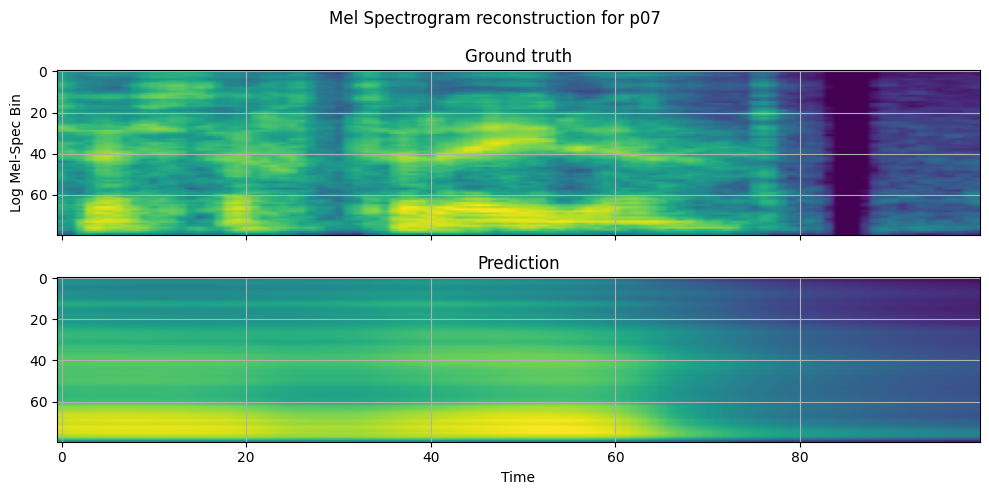 Mel Spectrogram reconstruction for p07
Ground truth
Log Mel-Spec Bin
0
20
40
60
Prediction
0
20
40
60
0 20 40 60 80
Time